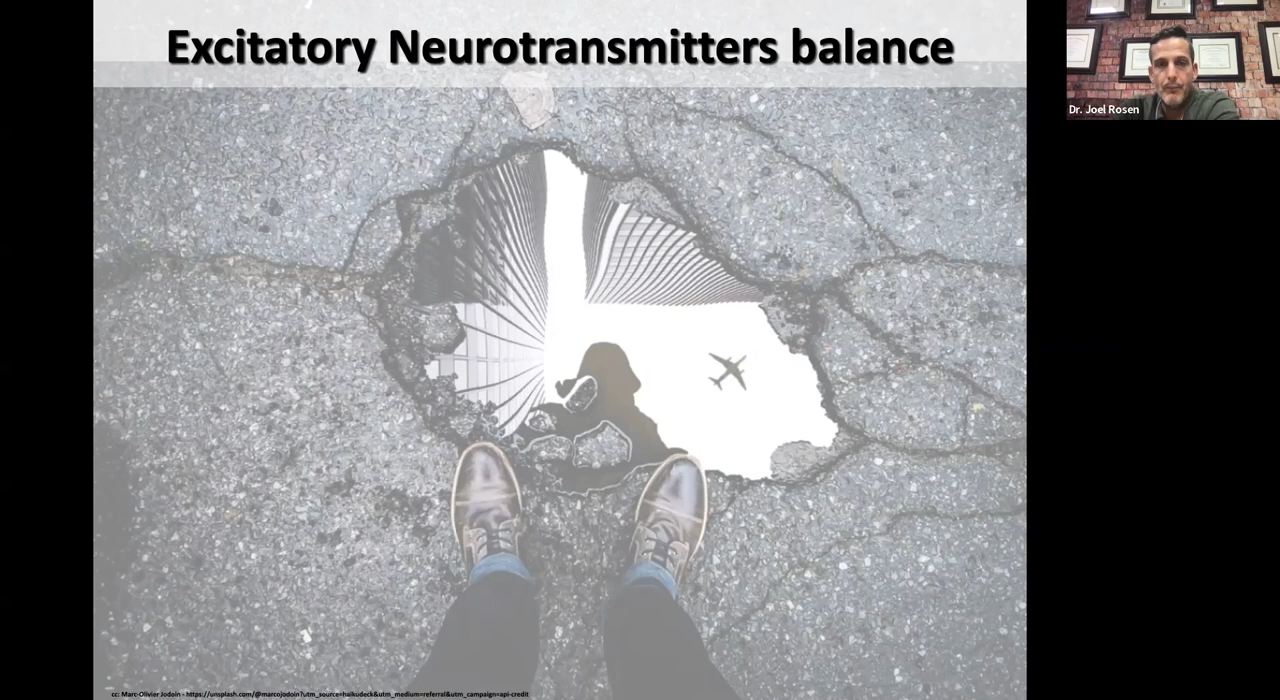 Excitatory Neurotransmitters balance
Dr. Joel Rosen
cc: Marc-Olivier Jodoin - https://unsplash.com/@marcojodoin?utm_source=haikudeck&utm_medium=referral&utm_campaign=api-credit